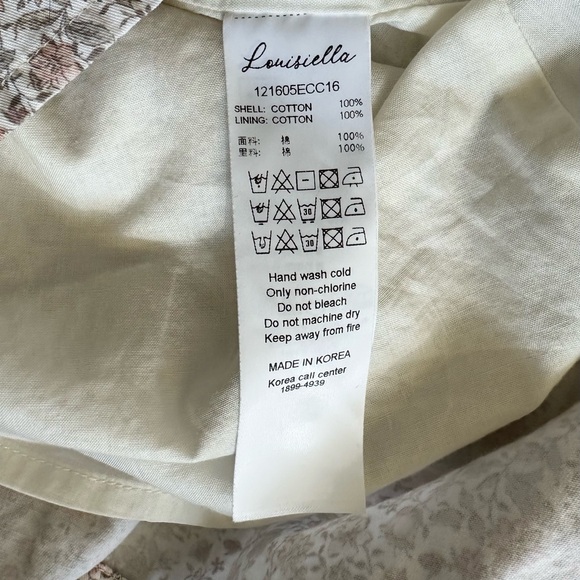 Louisiella
121605ECC16
SHELL: COTTON 100%
LINING: COTTON 100%
面料: 棉 100%
里料: 棉 100%
30
30
Hand wash cold
Only non-chlorine
Do not bleach
Do not machine dry
Keep away from fire
MADE IN KOREA
Korea call center
1899-4939